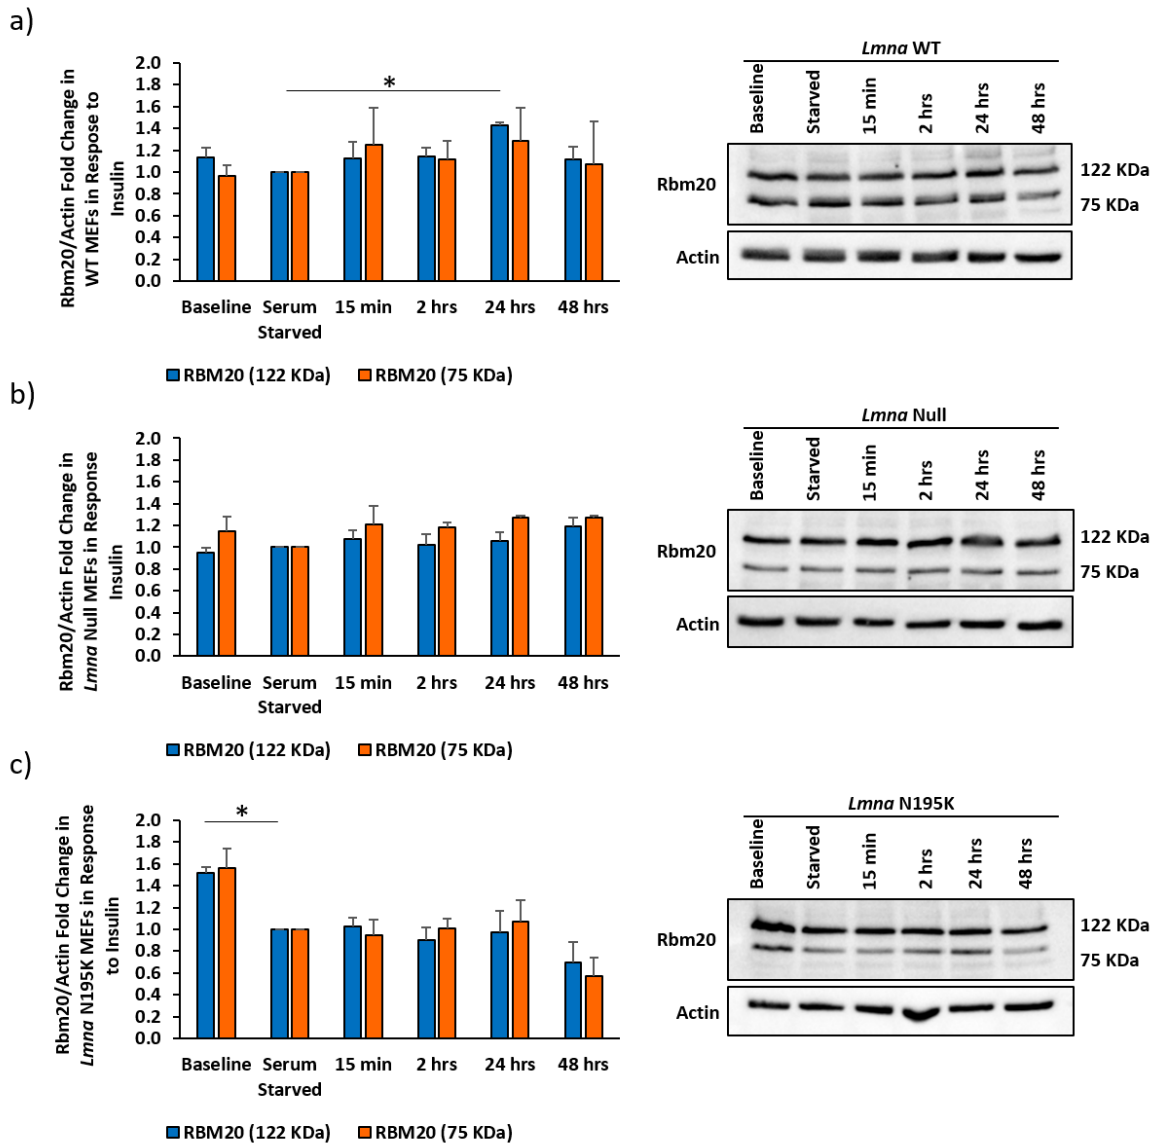 a)
Rbm20/Actin Fold Change in
WT MEFs in Respose to
Insulin
2.0
1.8
1.6
1.4
1.2
1.0
0.8
0.6
0.4
0.2
0.0
*
Baseline Serum Starved 15 min 2 hrs 24 hrs 48 hrs
RBM20 (122 KDa) RBM20 (75 KDa)
Lmna WT
Baseline Starved 15 min 2 hrs 24 hrs 48 hrs
Rbm20
122 KDa
75 KDa
Actin
b)
Rbm20/Actin Fold Change in
Lmna Null MEFs in Response
Insulin
2.0
1.8
1.6
1.4
1.2
1.0
0.8
0.6
0.4
0.2
0.0
Baseline Serum Starved 15 min 2 hrs 24 hrs 48 hrs
RBM20 (122 KDa) RBM20 (75 KDa)
Lmna Null
Baseline Starved 15 min 2 hrs 24 hrs 48 hrs
Rbm20
122 KDa
75 KDa
Actin
c)
Rbm20/Actin Fold Change in
Lmna N195K MEFs in Response
to Insulin
2.0
1.8
1.6
1.4
1.2
1.0
0.8
0.6
0.4
0.2
0.0
*
Baseline Serum Starved 15 min 2 hrs 24 hrs 48 hrs
RBM20 (122 KDa) RBM20 (75 KDa)
Lmna N195K
Baseline Starved 15 min 2 hrs 24 hrs 48 hrs
Rbm20
122 KDa
75 KDa
Actin